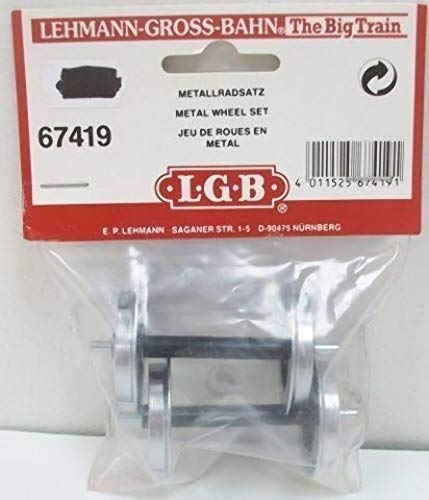 LEHMANN-GROSS-BAHN® The Big Train
METALLRADSATZ
METAL WHEEL SET
JEU DE ROUES EN
METAL
67419
·L·G·B·®
4 011525 674191
E. P. LEHMANN SAGANER STR. 1-5 D-90475 NÜRNBERG